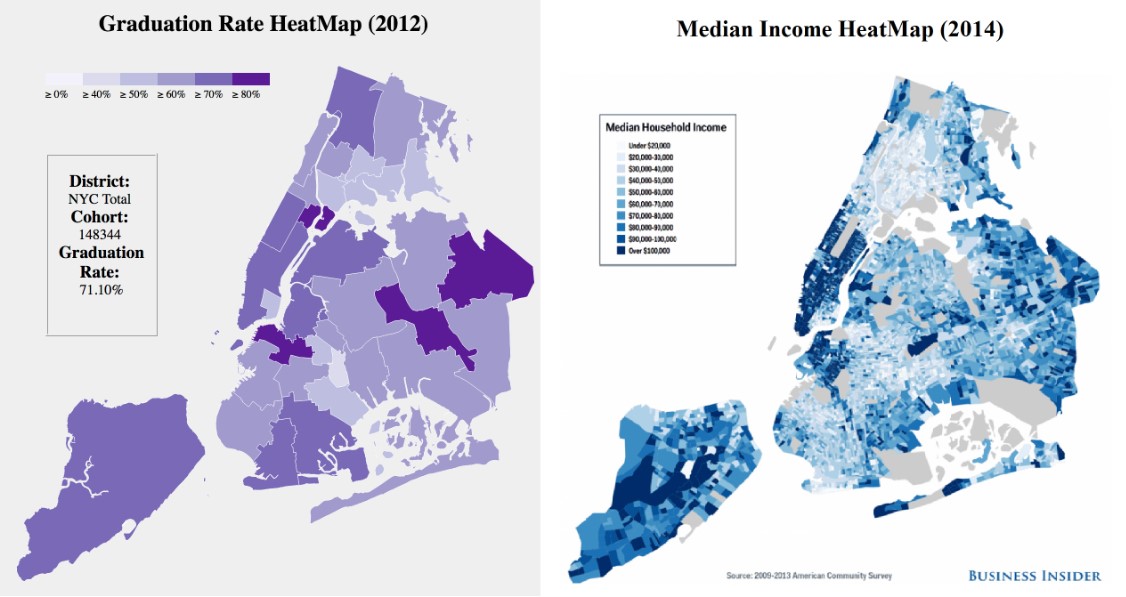 Graduation Rate HeatMap (2012)
≥ 0% ≥ 40% ≥ 50% ≥ 60% ≥ 70% ≥ 80%
District:
NYC Total
Cohort:
148344
Graduation
Rate:
71.10%
Median Income HeatMap (2014)
Median Household Income
Under $20,000
$20,000-30,000
$30,000-40,000
$40,000-50,000
$50,000-60,000
$60,000-70,000
$70,000-80,000
$80,000-90,000
$90,000-100,000
Over $100,000
Source: 2009-2013 American Community Survey
BUSINESS INSIDER